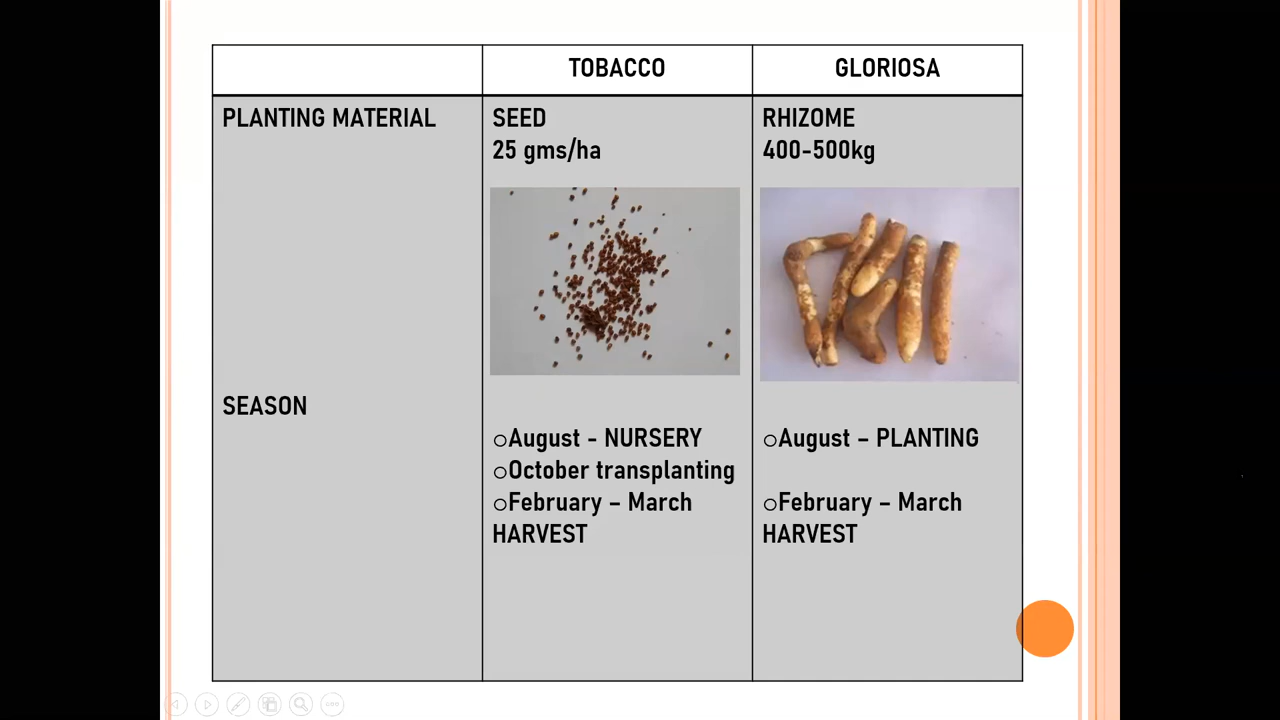 TOBACCO
GLORIOSA
PLANTING MATERIAL
SEED
25 gms/ha
RHIZOME
400-500kg
SEASON
○August - NURSERY
○October transplanting
○February – March
HARVEST
○August – PLANTING
○February – March
HARVEST